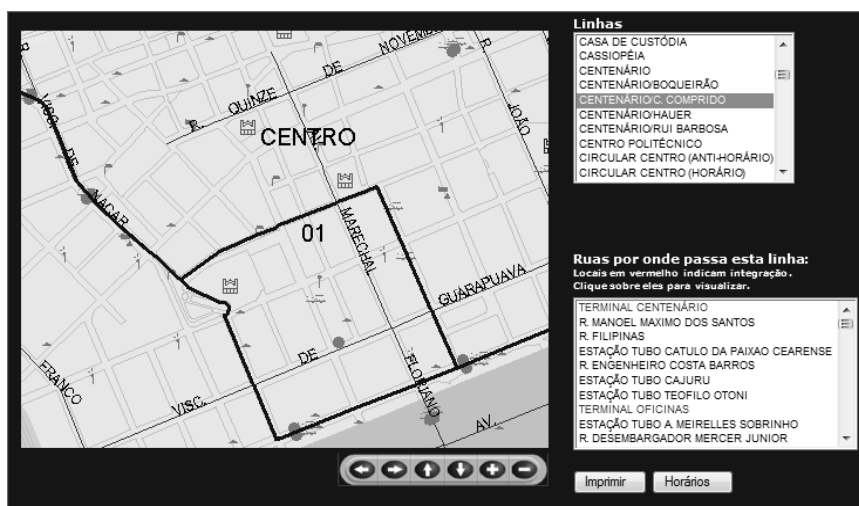 Linhas
CASA DE CUSTÓDIA
CASSIOPÉIA
CENTENÁRIO
CENTENÁRIO/BOQUEIRÃO
CENTENÁRIO/C. COMPRIDO
CENTENÁRIO/HAUER
CENTENÁRIO/RUI BARBOSA
CENTRO POLITÉCNICO
CIRCULAR CENTRO (ANTI-HORÁRIO)
CIRCULAR CENTRO (HORÁRIO)
R.
R. QUINZE DE NOVEMB
R.
JOÃO
VISC. DE NACAR
CENTRO
01
MARECHAL
FLORIANO
VISC. DE GUARAPUAVA
FRANCO
AV.
Ruas por onde passa esta linha:
Locais em vermelho indicam integração.
Clique sobre eles para visualizar.
TERMINAL CENTENÁRIO
R. MANOEL MAXIMO DOS SANTOS
R. FILIPINAS
ESTAÇÃO TUBO CATULO DA PAIXAO CEARENSE
R. ENGENHEIRO COSTA BARROS
ESTAÇÃO TUBO CAJURU
ESTAÇÃO TUBO TEOFILO OTONI
TERMINAL OFICINAS
ESTAÇÃO TUBO A MEIRELLES SOBRINHO
R. DESEMBARGADOR MERCER JUNIOR
Imprimir
Horários